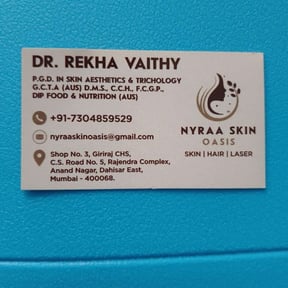 DR. REKHA VAITHY
P.G.D. IN SKIN AESTHETICS & TRICHOLOGY
G.C.T.A (AUS) D.M.S., C.C.H., F.C.G.P.,
DIP FOOD & NUTRITION (AUS)
+91-7304859529
nyraaskinoasis@gmail.com
Shop No. 3, Giriraj CHS,
C.S. Road No. 5, Rajendra Complex,
Anand Nagar, Dahisar East,
Mumbai - 400068.
NYRAA SKIN
OASIS
SKIN | HAIR | LASER